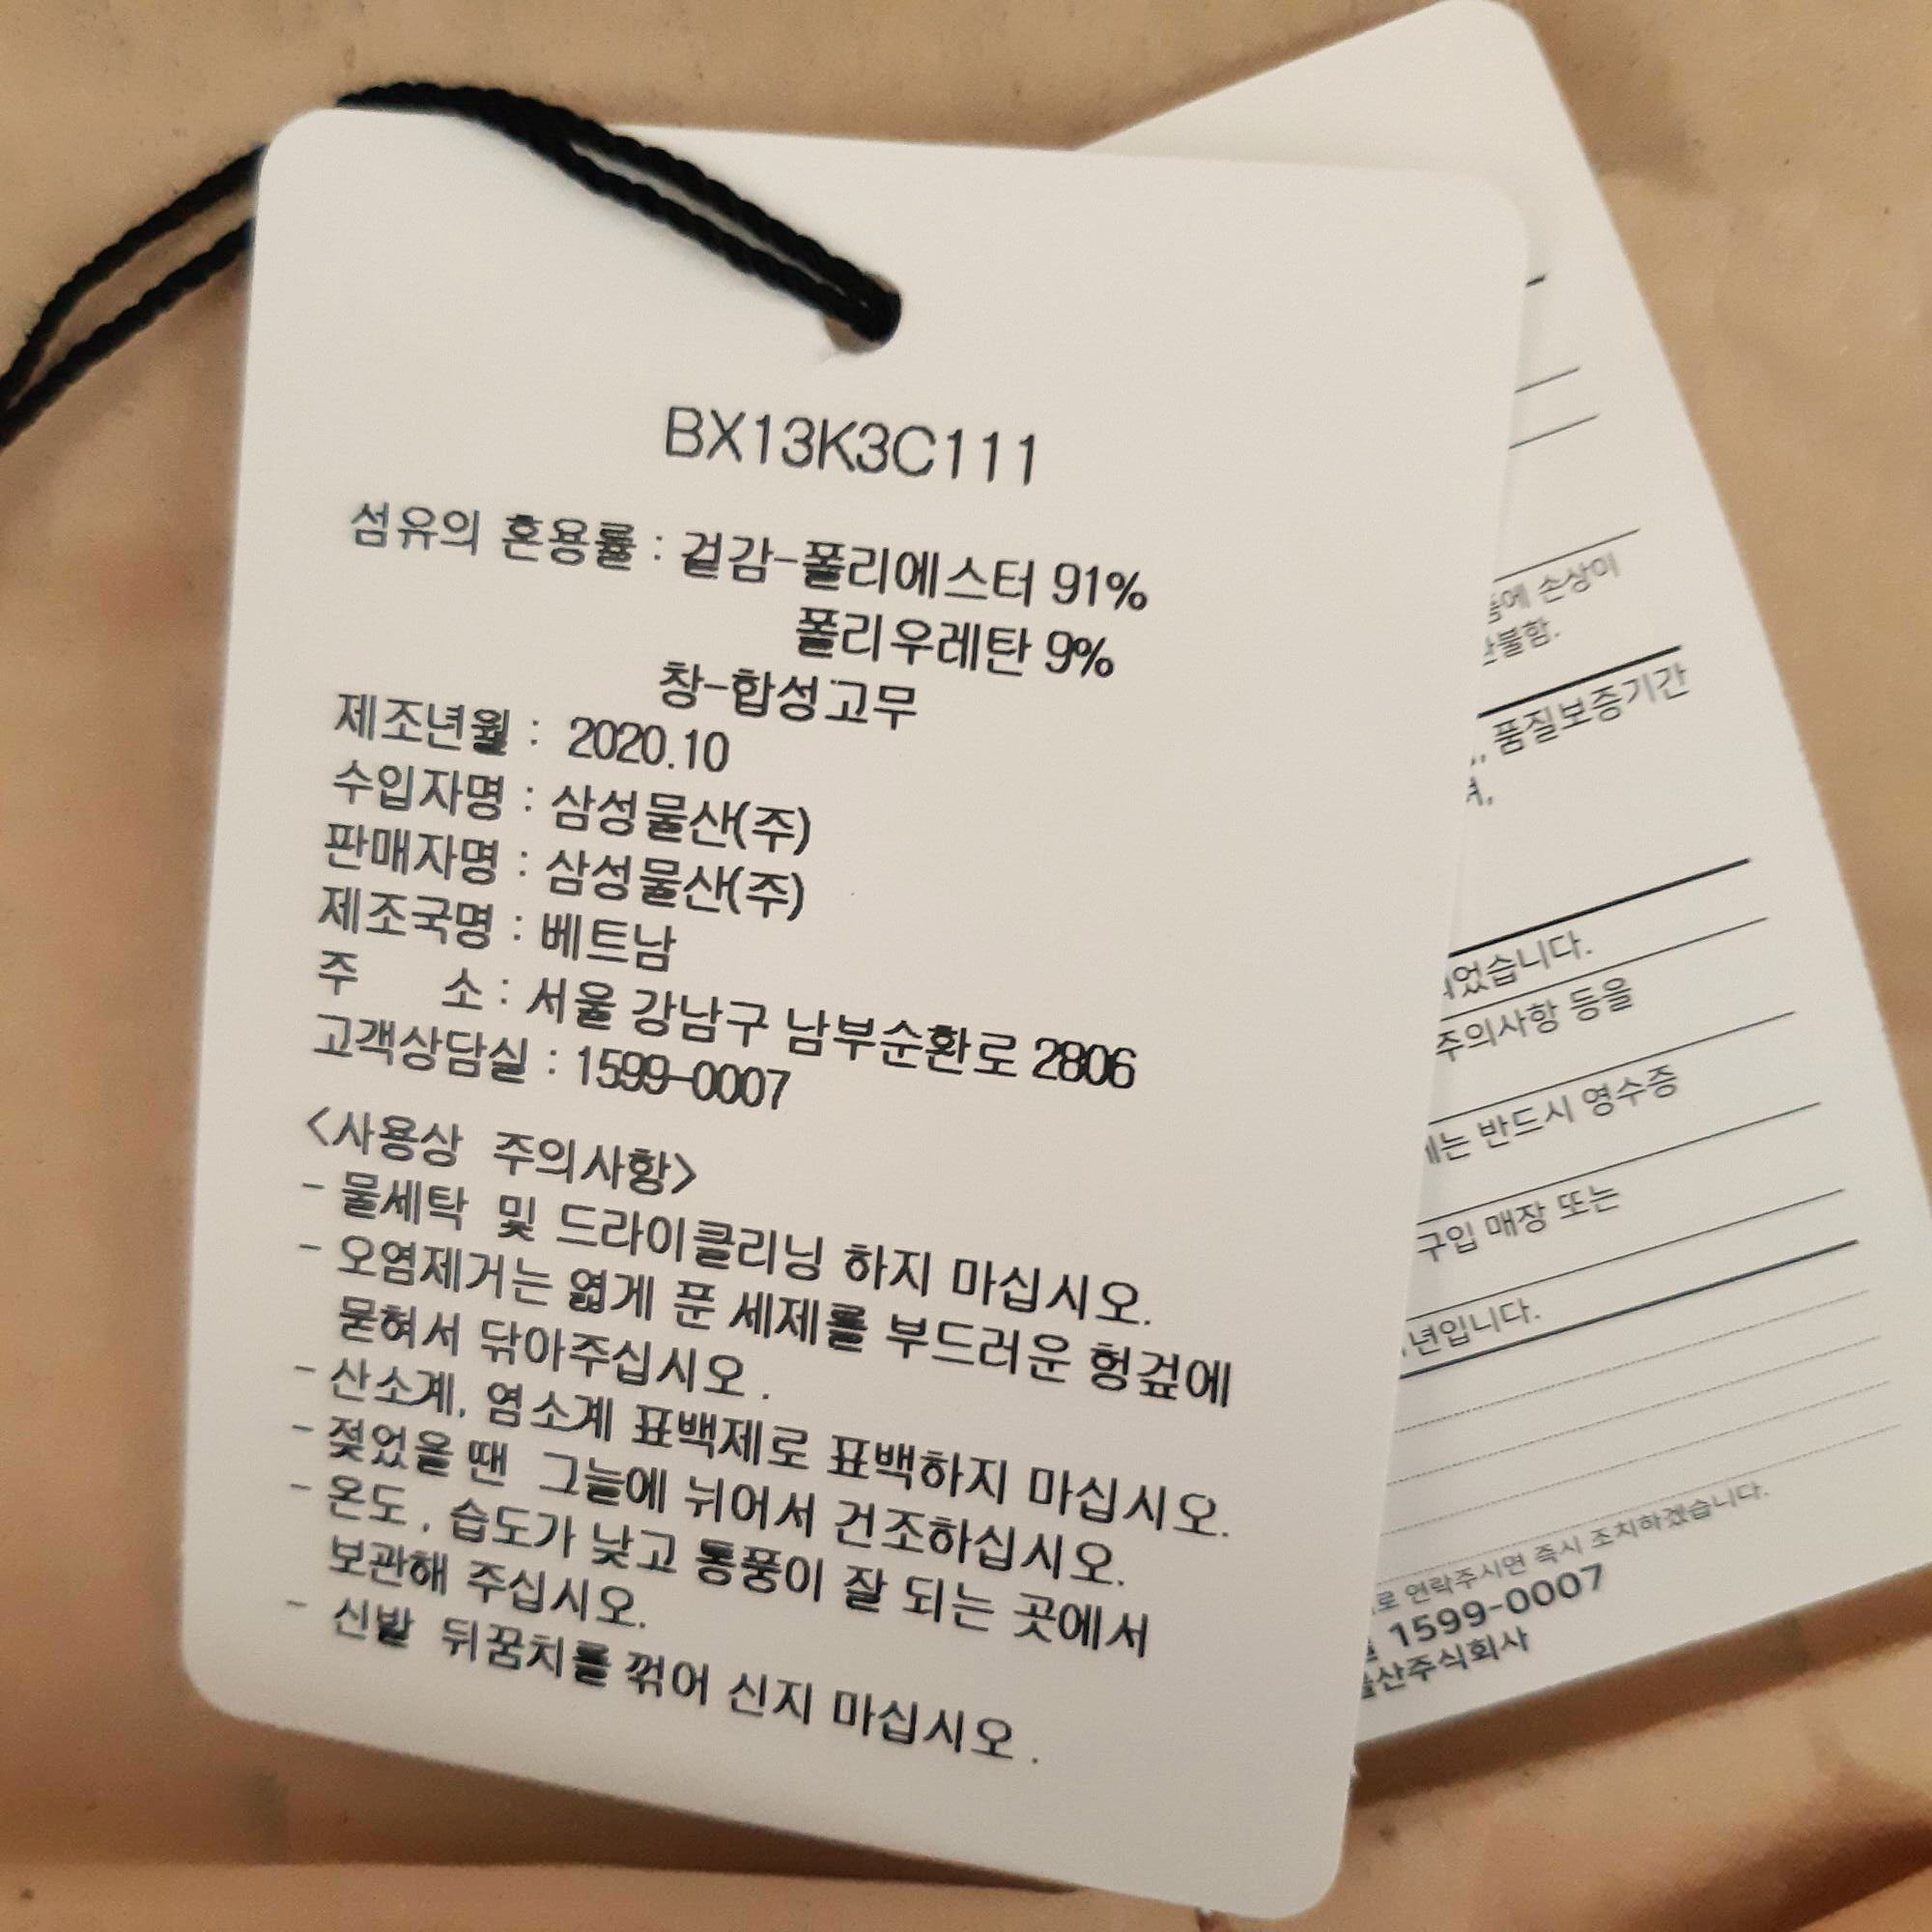 BX13K3C111
섬유의 혼용률 : 겉감-폴리에스터 91%
폴리우레탄 9%
창-합성고무
제조년월 : 2020.10
수입자명 : 삼성물산(주)
판매자명 : 삼성물산(주)
제조국명 : 베트남
주 소 : 서울 강남구 남부순환로 2806
고객상담실 : 1599-0007
<사용상 주의사항>
- 물세탁 및 드라이클리닝 하지 마십시오.
- 오염제거는 엷게 푼 세제를 부드러운 헝겊에
묻혀서 닦아주십시오.
- 산소계, 염소계 표백제로 표백하지 마십시오.
- 젖었을 땐 그늘에 뉘어서 건조하십시오.
- 온도, 습도가 낮고 통풍이 잘 되는 곳에서
보관해 주십시오.
- 신발 뒤꿈치를 꺾어 신지 마십시오.
손상이
품질보증기간
주의사항 등을
반드시 영수증
구입 매장 또는
년입니다.
로 연락주시면 즉시 조치하겠습니다.
1599-0007
산주식회사